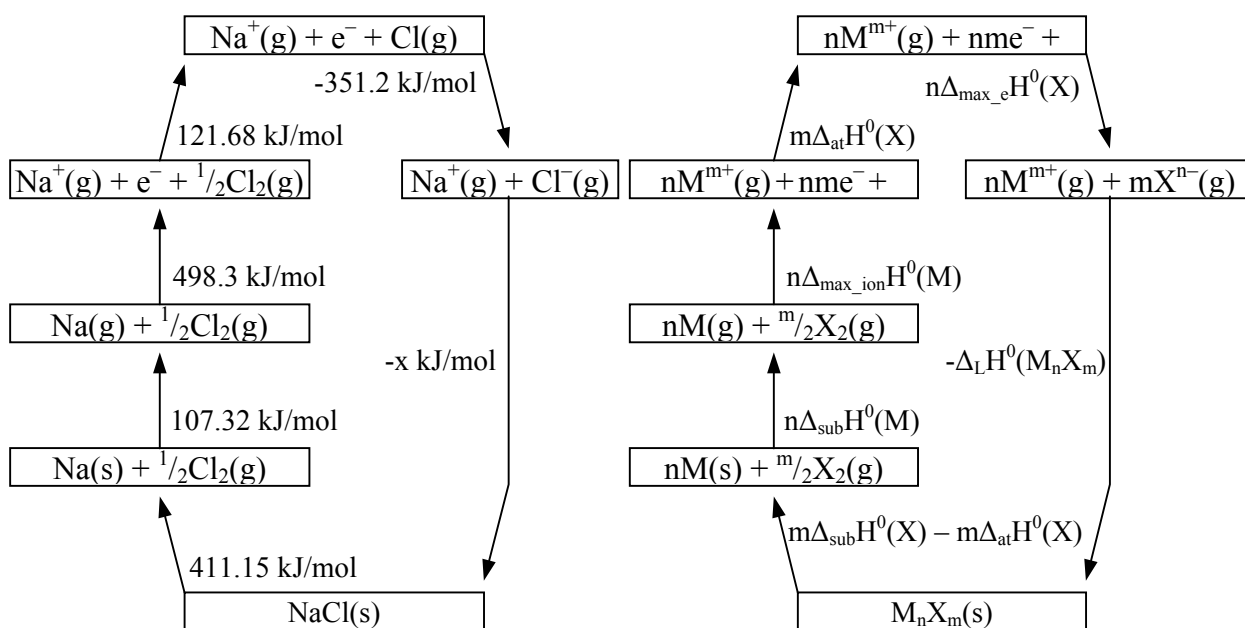 Na⁺(g) + e⁻ + Cl(g)
-351.2 kJ/mol
121.68 kJ/mol
Na⁺(g) + e⁻ + ¹/₂Cl₂(g)
Na⁺(g) + Cl⁻(g)
498.3 kJ/mol
Na(g) + ¹/₂Cl₂(g)
-x kJ/mol
107.32 kJ/mol
Na(s) + ¹/₂Cl₂(g)
411.15 kJ/mol
NaCl(s)
nMᵐ⁺(g) + nme⁻ +
nΔₘₐₓ_ₑH⁰(X)
mΔₐₜH⁰(X)
nMᵐ⁺(g) + nme⁻ +
nMᵐ⁺(g) + mXⁿ⁻(g)
nΔₘₐₓ_ᵢₒₙH⁰(M)
nM(g) + ᵐ/₂X₂(g)
-Δ_LH⁰(MₙXₘ)
nΔₛᵤbH⁰(M)
nM(s) + ᵐ/₂X₂(g)
mΔₛᵤbH⁰(X) – mΔₐₜH⁰(X)
MₙXₘ(s)